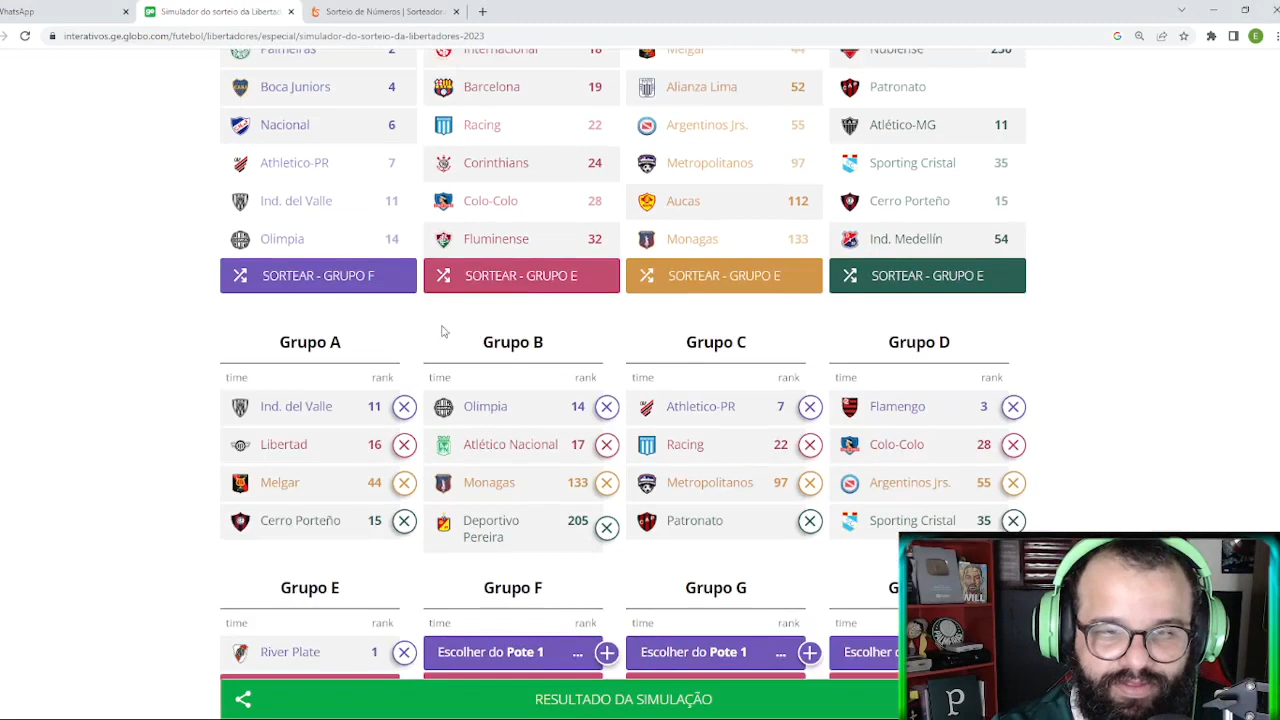 WhatsApp
Simulador do sorteio da Libertad
Sorteio de Números | Sorteador.
interativos.ge.globo.com/futebol/libertadores/especial/simulador-do-sorteio-da-libertadores-2023
Palmeiras 2
Internacional 18
Melgar 44
Ñublense 250
Boca Juniors 4
Barcelona 19
Alianza Lima 52
Patronato
Nacional 6
Racing 22
Argentinos Jrs. 55
Atlético-MG 11
Athletico-PR 7
Corinthians 24
Metropolitanos 97
Sporting Cristal 35
Ind. del Valle 11
Colo-Colo 28
Aucas 112
Cerro Porteño 15
Olimpia 14
Fluminense 32
Monagas 133
Ind. Medellín 54
SORTEAR - GRUPO F
SORTEAR - GRUPO E
SORTEAR - GRUPO E
SORTEAR - GRUPO E
Grupo A
time rank
Ind. del Valle 11
Libertad 16
Melgar 44
Cerro Porteño 15
Grupo B
time rank
Olimpia 14
Atlético Nacional 17
Monagas 133
Deportivo 205
Pereira
Grupo C
time rank
Athletico-PR 7
Racing 22
Metropolitanos 97
Patronato
Grupo D
time rank
Flamengo 3
Colo-Colo 28
Argentinos Jrs. 55
Sporting Cristal 35
Grupo E
time rank
River Plate 1
Grupo F
time rank
Escolher do Pote 1 ...
Grupo G
time rank
Escolher do Pote 1 ...
G
time
Escolher do
RESULTADO DA SIMULAÇÃO
WILL
P